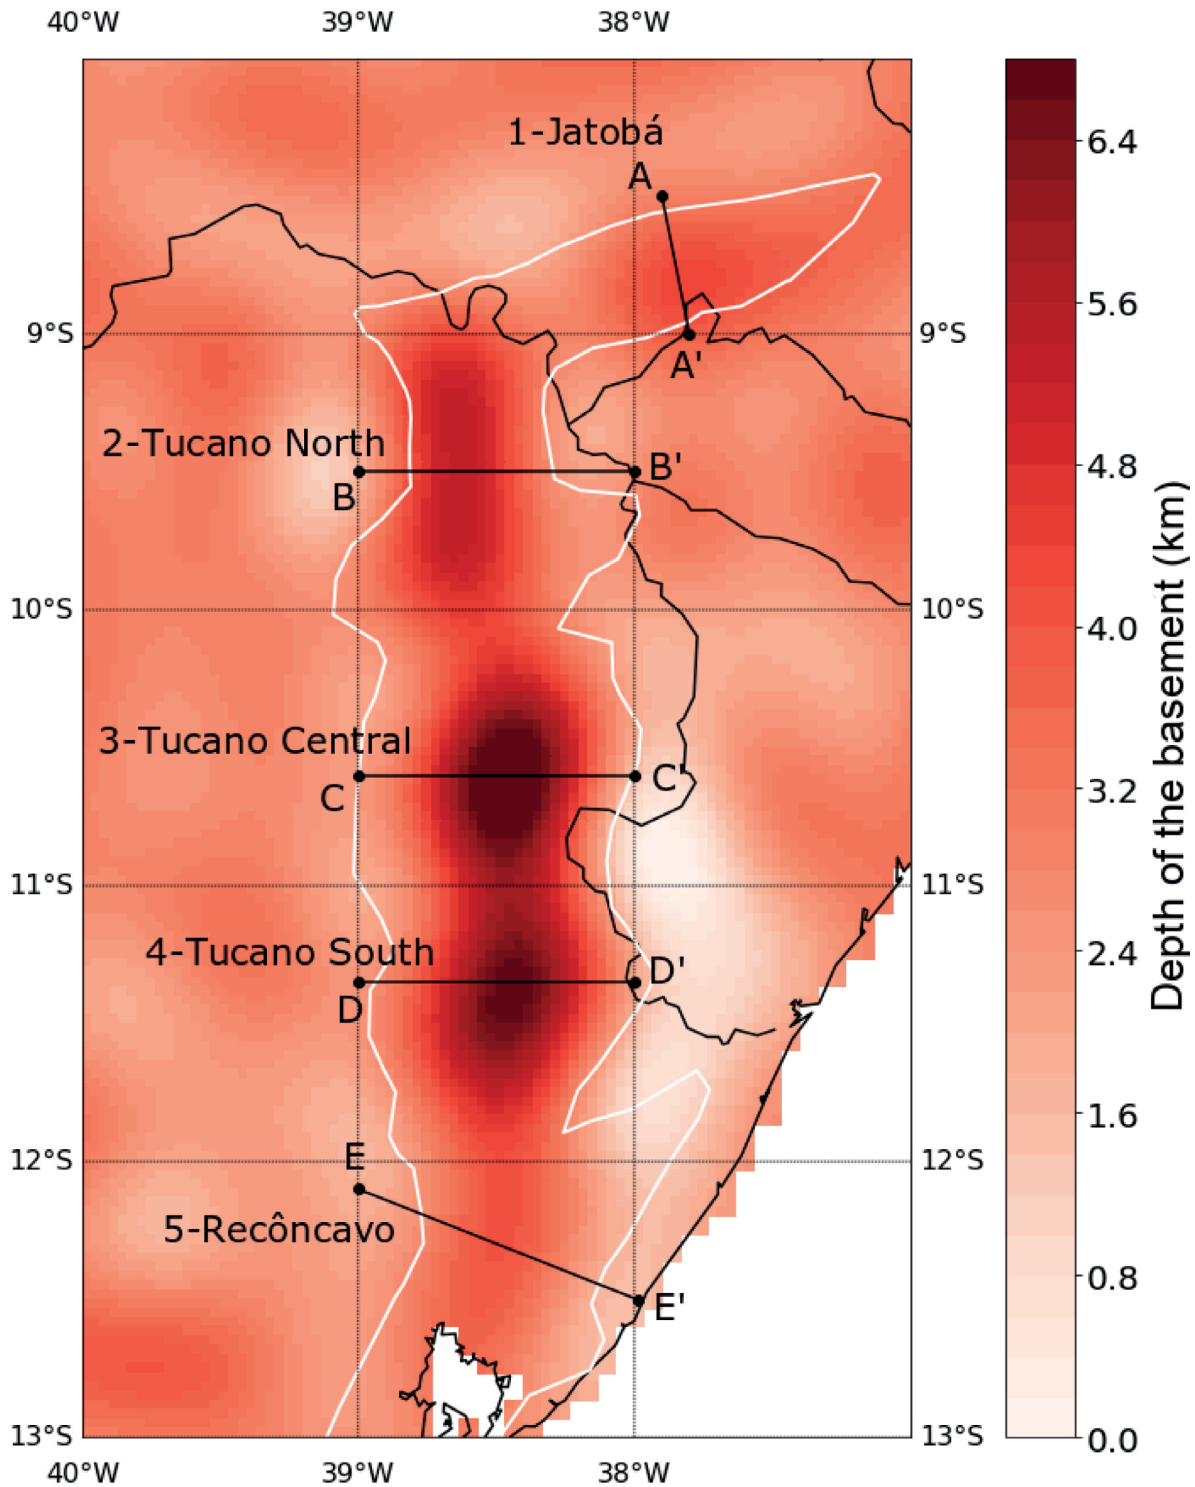 40°W 39°W 38°W
1-Jatobá
A
6.4
5.6
9°S 9°S
A'
2-Tucano North
B B'
4.8
10°S 10°S
4.0
3-Tucano Central
C C'
3.2
11°S 11°S
4-Tucano South
D D'
2.4
1.6
12°S 12°S
E
5-Recôncavo
E'
0.8
13°S 13°S
0.0
40°W 39°W 38°W
Depth of the basement (km)